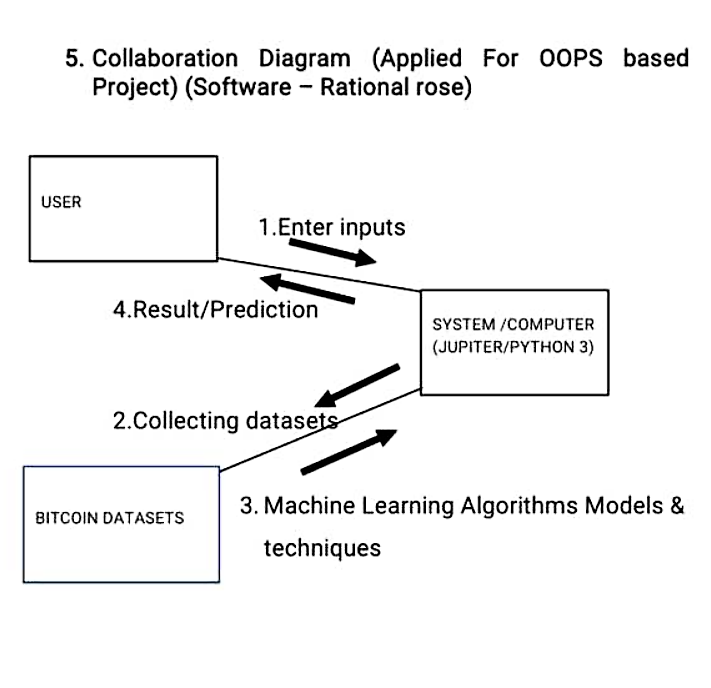 5. Collaboration Diagram (Applied For OOPS based
Project) (Software – Rational rose)
USER
1.Enter inputs
4.Result/Prediction
SYSTEM /COMPUTER
(JUPITER/PYTHON 3)
2.Collecting datasets
BITCOIN DATASETS
3. Machine Learning Algorithms Models &
techniques